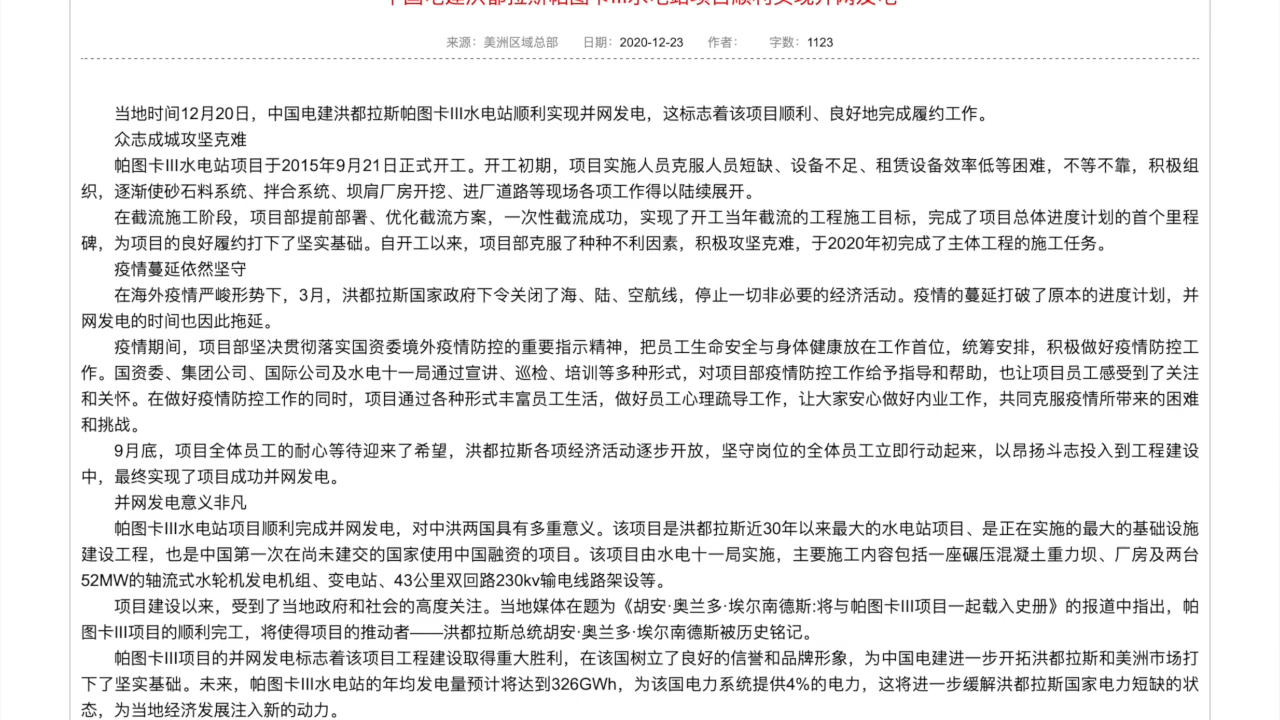 中国电建洪都拉斯帕图卡III水电站项目顺利实现并网发电
来源：美洲区域总部 日期：2020-12-23 作者： 字数：1123
当地时间12月20日，中国电建洪都拉斯帕图卡III水电站顺利实现并网发电，这标志着该项目顺利、良好地完成履约工作。
众志成城攻坚克难
帕图卡III水电站项目于2015年9月21日正式开工。开工初期，项目实施人员克服人员短缺、设备不足、租赁设备效率低等困难，不等不靠，积极组
织，逐渐使砂石料系统、拌合系统、坝肩厂房开挖、进厂道路等现场各项工作得以陆续展开。
在截流施工阶段，项目部提前部署、优化截流方案，一次性截流成功，实现了开工当年截流的工程施工目标，完成了项目总体进度计划的首个里程
碑，为项目的良好履约打下了坚实基础。自开工以来，项目部克服了种种不利因素，积极攻坚克难，于2020年初完成了主体工程的施工任务。
疫情蔓延依然坚守
在海外疫情严峻形势下，3月，洪都拉斯国家政府下令关闭了海、陆、空航线，停止一切非必要的经济活动。疫情的蔓延打破了原本的进度计划，并
网发电的时间也因此拖延。
疫情期间，项目部坚决贯彻落实国资委境外疫情防控的重要指示精神，把员工生命安全与身体健康放在工作首位，统筹安排，积极做好疫情防控工
作。国资委、集团公司、国际公司及水电十一局通过宣讲、巡检、培训等多种形式，对项目部疫情防控工作给予指导和帮助，也让项目员工感受到了关注
和关怀。在做好疫情防控工作的同时，项目通过各种形式丰富员工生活，做好员工心理疏导工作，让大家安心做好内业工作，共同克服疫情所带来的困难
和挑战。
9月底，项目全体员工的耐心等待迎来了希望，洪都拉斯各项经济活动逐步开放，坚守岗位的全体员工立即行动起来，以昂扬斗志投入到工程建设
中，最终实现了项目成功并网发电。
并网发电意义非凡
帕图卡III水电站项目顺利完成并网发电，对中洪两国具有多重意义。该项目是洪都拉斯近30年以来最大的水电站项目、是正在实施的最大的基础设施
建设工程，也是中国第一次在尚未建交的国家使用中国融资的项目。该项目由水电十一局实施，主要施工内容包括一座碾压混凝土重力坝、厂房及两台
52MW的轴流式水轮机发电机组、变电站、43公里双回路230kv输电线路架设等。
项目建设以来，受到了当地政府和社会的高度关注。当地媒体在题为《胡安·奥兰多·埃尔南德斯:将与帕图卡III项目一起载入史册》的报道中指出，帕
图卡III项目的顺利完工，将使得项目的推动者——洪都拉斯总统胡安·奥兰多·埃尔南德斯被历史铭记。
帕图卡III项目的并网发电标志着该项目工程建设取得重大胜利，在该国树立了良好的信誉和品牌形象，为中国电建进一步开拓洪都拉斯和美洲市场打
下了坚实基础。未来，帕图卡III水电站的年均发电量预计将达到326GWh，为该国电力系统提供4%的电力，这将进一步缓解洪都拉斯国家电力短缺的状
态，为当地经济发展注入新的动力。